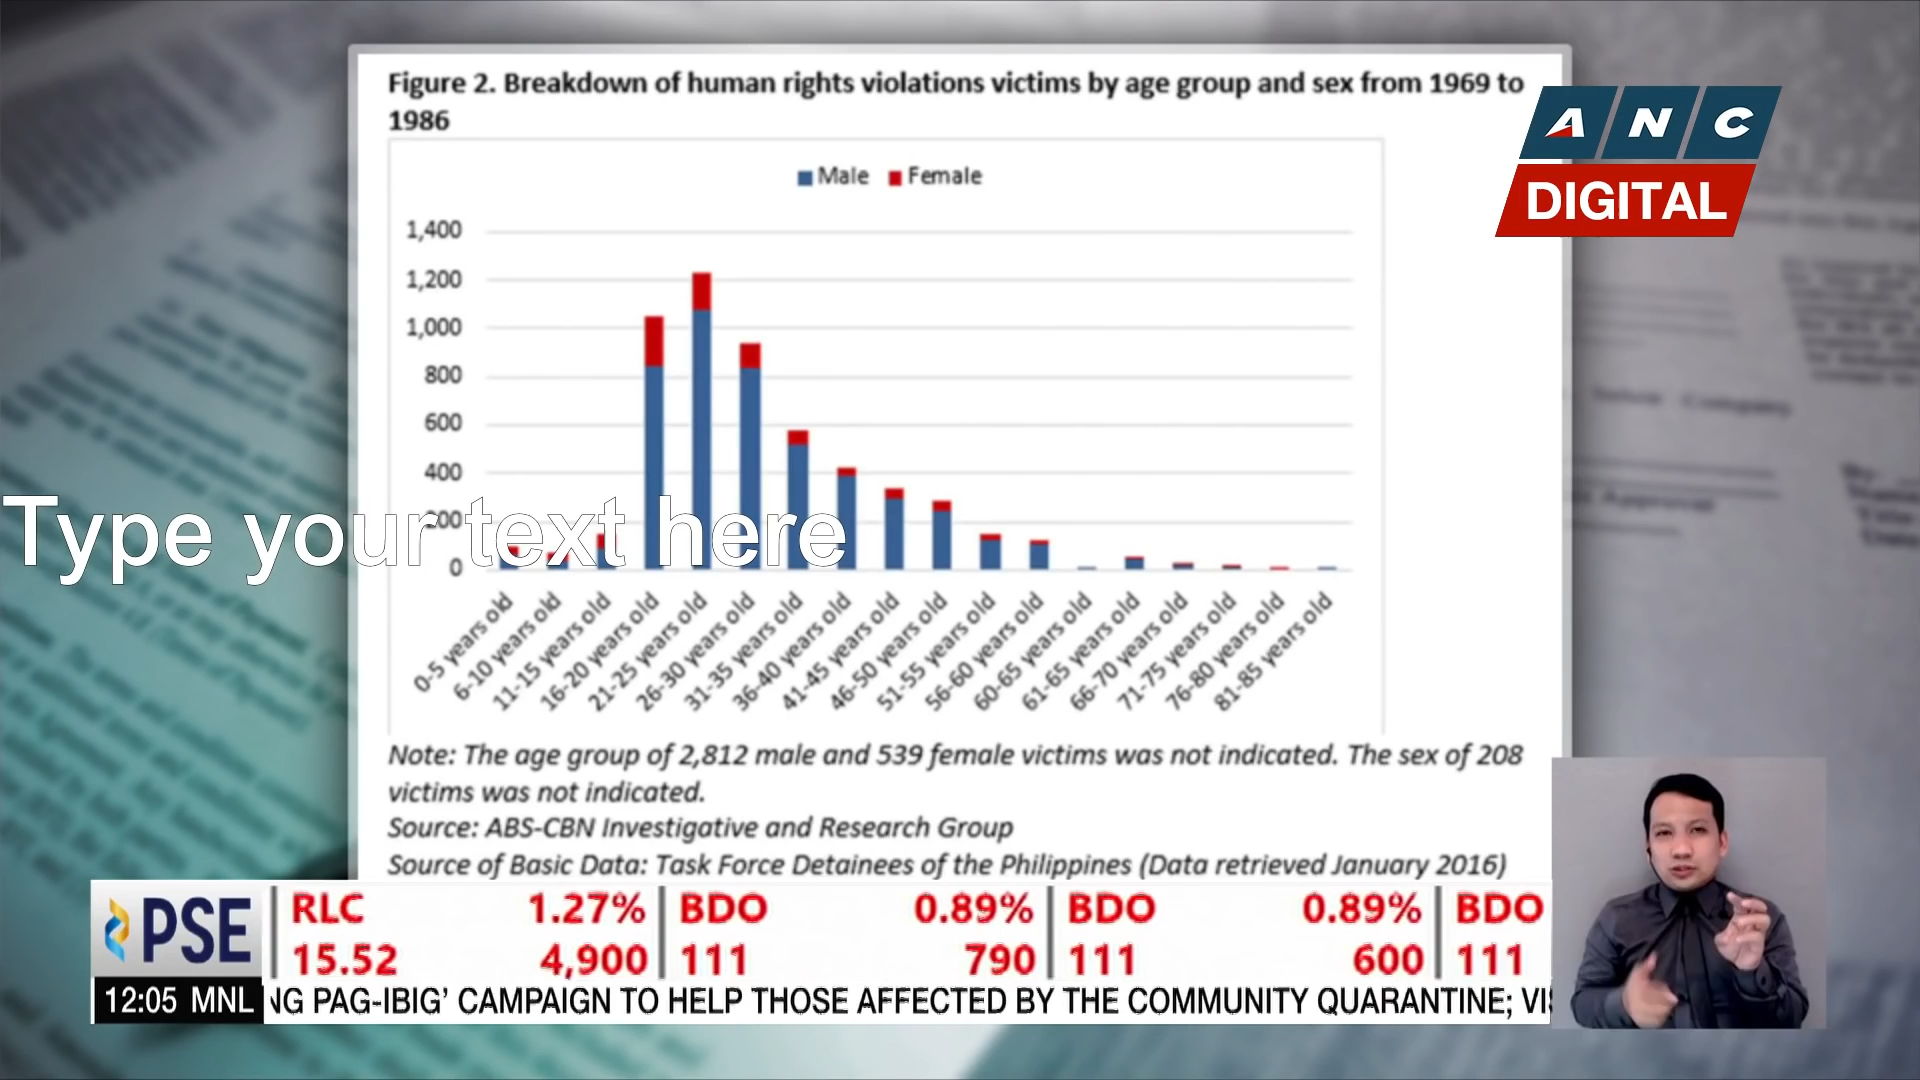 Figure 2. Breakdown of human rights violations victims by age group and sex from 1969 to
1986
ANC
DIGITAL
Male Female
1,400
1,200
1,000
800
600
400
200
0
Type your text here
0-5 years old
6-10 years old
11-15 years old
16-20 years old
21-25 years old
26-30 years old
31-35 years old
36-40 years old
41-45 years old
46-50 years old
51-55 years old
56-60 years old
60-65 years old
61-65 years old
66-70 years old
71-75 years old
76-80 years old
81-85 years old
Note: The age group of 2,812 male and 539 female victims was not indicated. The sex of 208
victims was not indicated.
Source: ABS-CBN Investigative and Research Group
Source of Basic Data: Task Force Detainees of the Philippines (Data retrieved January 2016)
PSE
RLC 1.27% BDO 0.89% BDO 0.89% BDO
15.52 4,900 111 790 111 600 111
12:05 MNL NG PAG-IBIG’ CAMPAIGN TO HELP THOSE AFFECTED BY THE COMMUNITY QUARANTINE;